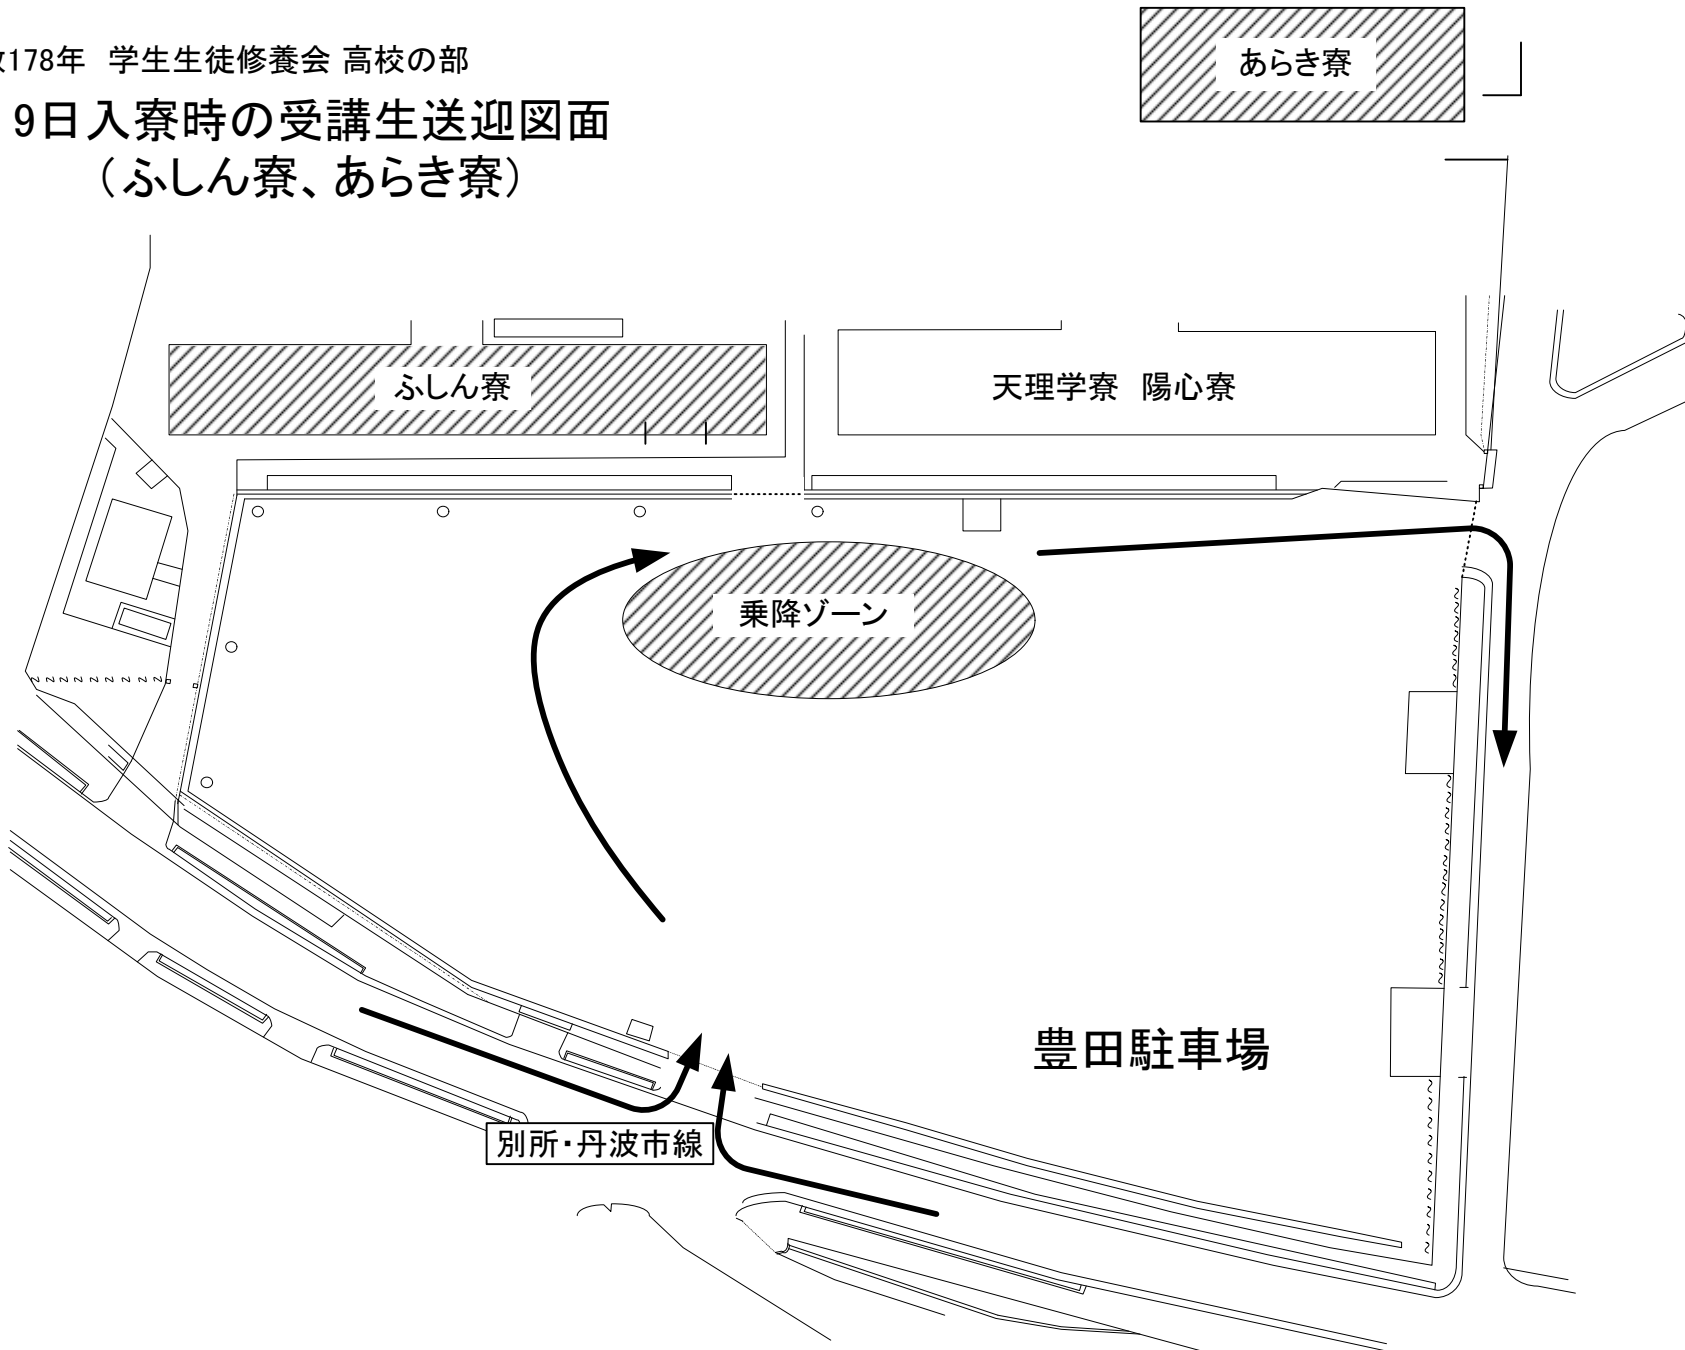 178年 学生生徒修養会 高校の部
9日入寮時の受講生送迎図面
（ふしん寮、あらき寮）
あらき寮
ふしん寮
天理学寮 陽心寮
乗降ゾーン
豊田駐車場
別所・丹波市線